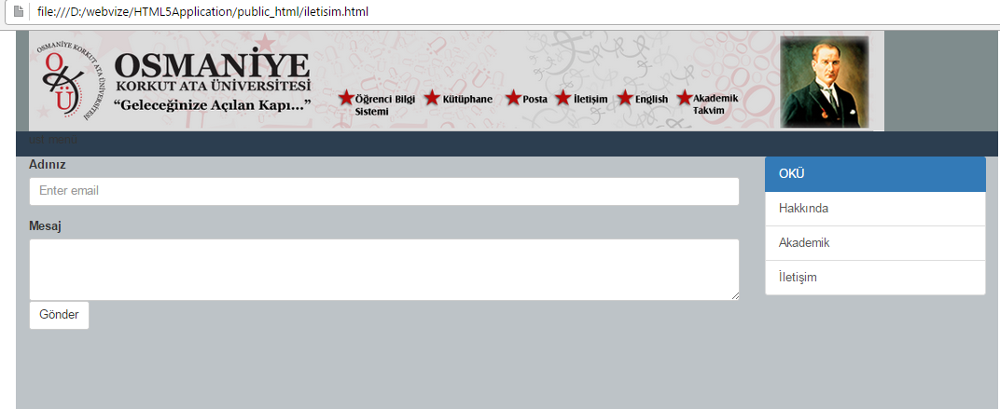 file:///D:/webvize/HTML5Application/public_html/iletisim.html
OSMANİYE KORKUT ATA ÜNİVERSİTESİ
OKÜ
OSMANİYE
KORKUT ATA ÜNİVERSİTESİ
“Geleceğinize Açılan Kapı...”
Öğrenci Bilgi
Sistemi
Kütüphane
Posta
İletişim
English
Akademik
Takvim
ust menü
Adınız
Enter email
Mesaj
Gönder
OKÜ
Hakkında
Akademik
İletişim